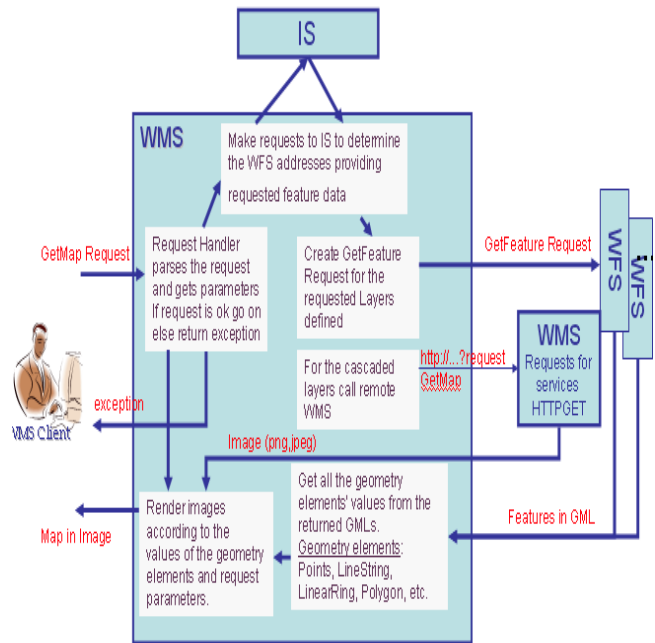 IS
WMS
Make requests to IS to determine
the WFS addresses providing
requested feature data
GetMap Request
Request Handler
parses the request
and gets parameters
If request is ok go on
else return exception
Create GetFeature
Request for the
requested Layers
defined
GetFeature Request
WFS
WFS
...
For the cascaded
layers call remote
WMS
http://...?request
GetMap
WMS
Requests for
services
HTTPGET
WMS Client
exception
Image (png,jpeg)
Map in Image
Render images
according to the
values of the geometry
elements and request
parameters.
Get all the geometry
elements' values from the
returned GMLs.
Geometry elements:
Points, LineString,
LinearRing, Polygon, etc.
Features in GML